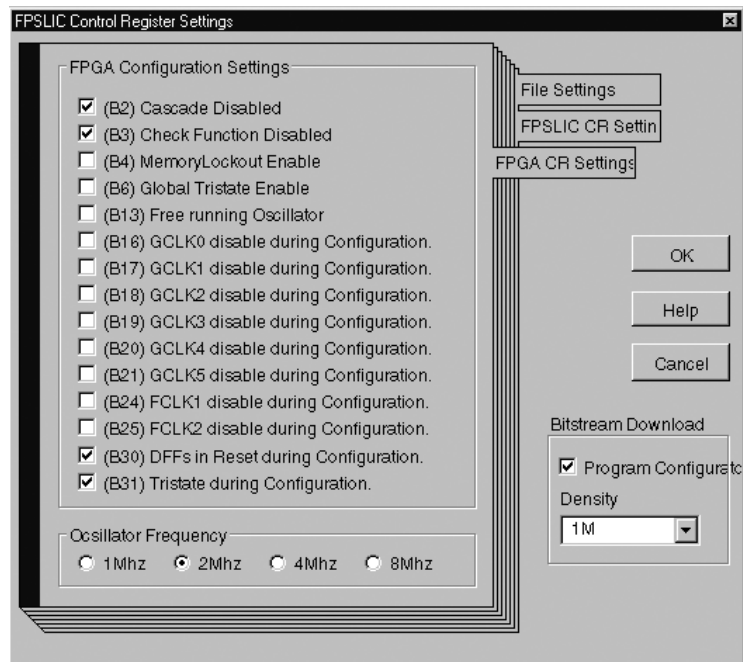 FPSLIC Control Register Settings
FPGA Configuration Settings
(B2) Cascade Disabled
(B3) Check Function Disabled
(B4) MemoryLockout Enable
(B6) Global Tristate Enable
(B13) Free running Oscillator
(B16) GCLK0 disable during Configuration.
(B17) GCLK1 disable during Configuration.
(B18) GCLK2 disable during Configuration.
(B19) GCLK3 disable during Configuration.
(B20) GCLK4 disable during Configuration.
(B21) GCLK5 disable during Configuration.
(B24) FCLK1 disable during Configuration.
(B25) FCLK2 disable during Configuration.
(B30) DFFs in Reset during Configuration.
(B31) Tristate during Configuration.
Ocsillator Frequency
1Mhz 2Mhz 4Mhz 8Mhz
File Settings
FPSLIC CR Settin
FPGA CR Settings
OK
Help
Cancel
Bitstream Download
Program Configurato
Density
1M